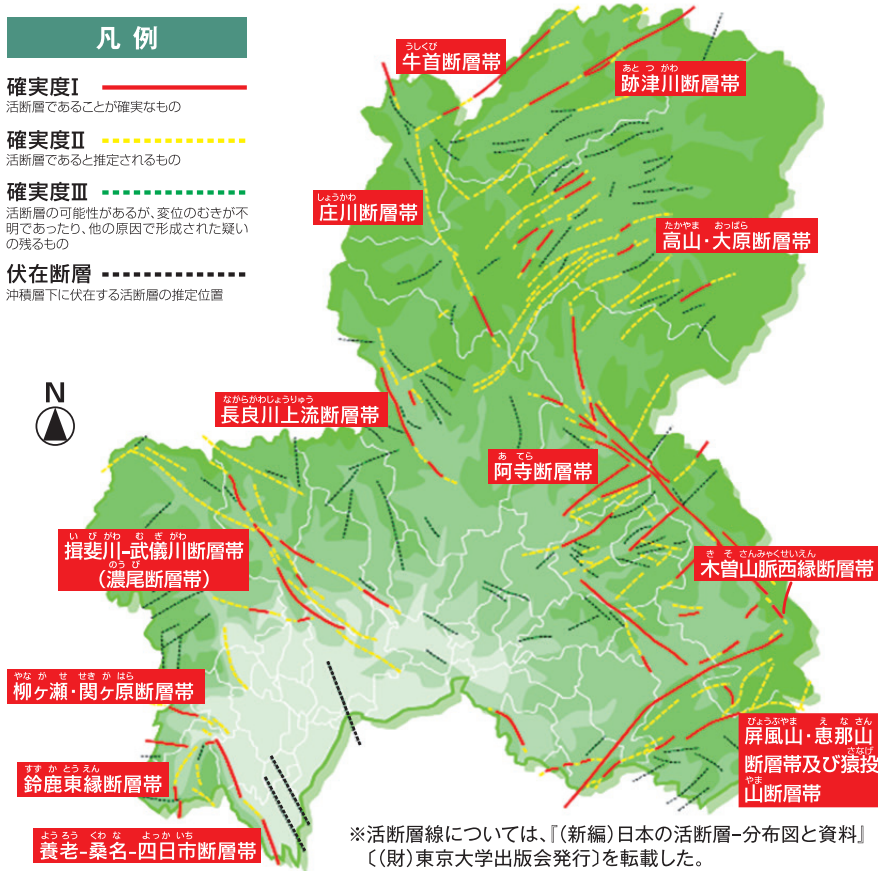 凡例
確実度Ⅰ
活断層であることが確実なもの
確実度Ⅱ
活断層であると推定されるもの
確実度Ⅲ
活断層の可能性があるが、変位のむきが不
明であったり、他の原因で形成された疑い
の残るもの
伏在断層
沖積層下に伏在する活断層の推定位置
N
うしくび
牛首断層帯
あとつがわ
跡津川断層帯
しょうかわ
庄川断層帯
たかやま おっぱら
高山・大原断層帯
ながらがわじょうりゅう
長良川上流断層帯
あてら
阿寺断層帯
いびがわ むぎがわ
揖斐川-武儀川断層帯
のうび
（濃尾断層帯）
きそさんみゃくせいえん
木曽山脈西縁断層帯
やながせ せきがはら
柳ヶ瀬・関ヶ原断層帯
びょうぶやま えなさん
屏風山・恵那山
さなげ
断層帯及び猿投
やま
山断層帯
すずかとうえん
鈴鹿東縁断層帯
ようろう くわな よっかいち
養老-桑名-四日市断層帯
※活断層線については、『（新編）日本の活断層-分布図と資料』
〔（財）東京大学出版会発行〕を転載した。